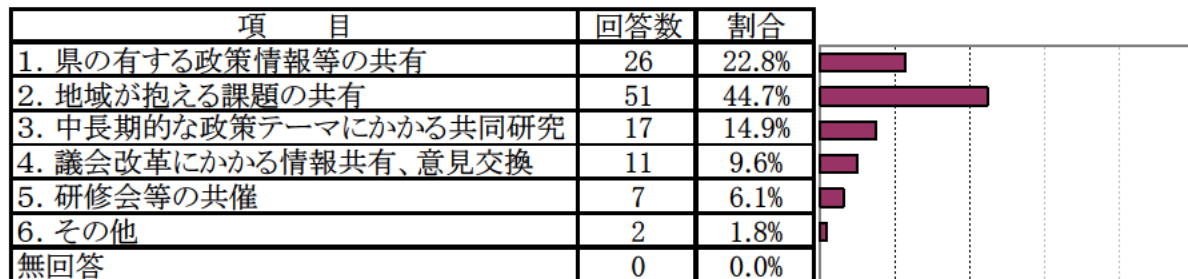 項　　目 回答数 割合
1. 県の有する政策情報等の共有 26 22.8%
2. 地域が抱える課題の共有 51 44.7%
3. 中長期的な政策テーマにかかる共同研究 17 14.9%
4. 議会改革にかかる情報共有、意見交換 11 9.6%
5. 研修会等の共催 7 6.1%
6. その他 2 1.8%
無回答 0 0.0%